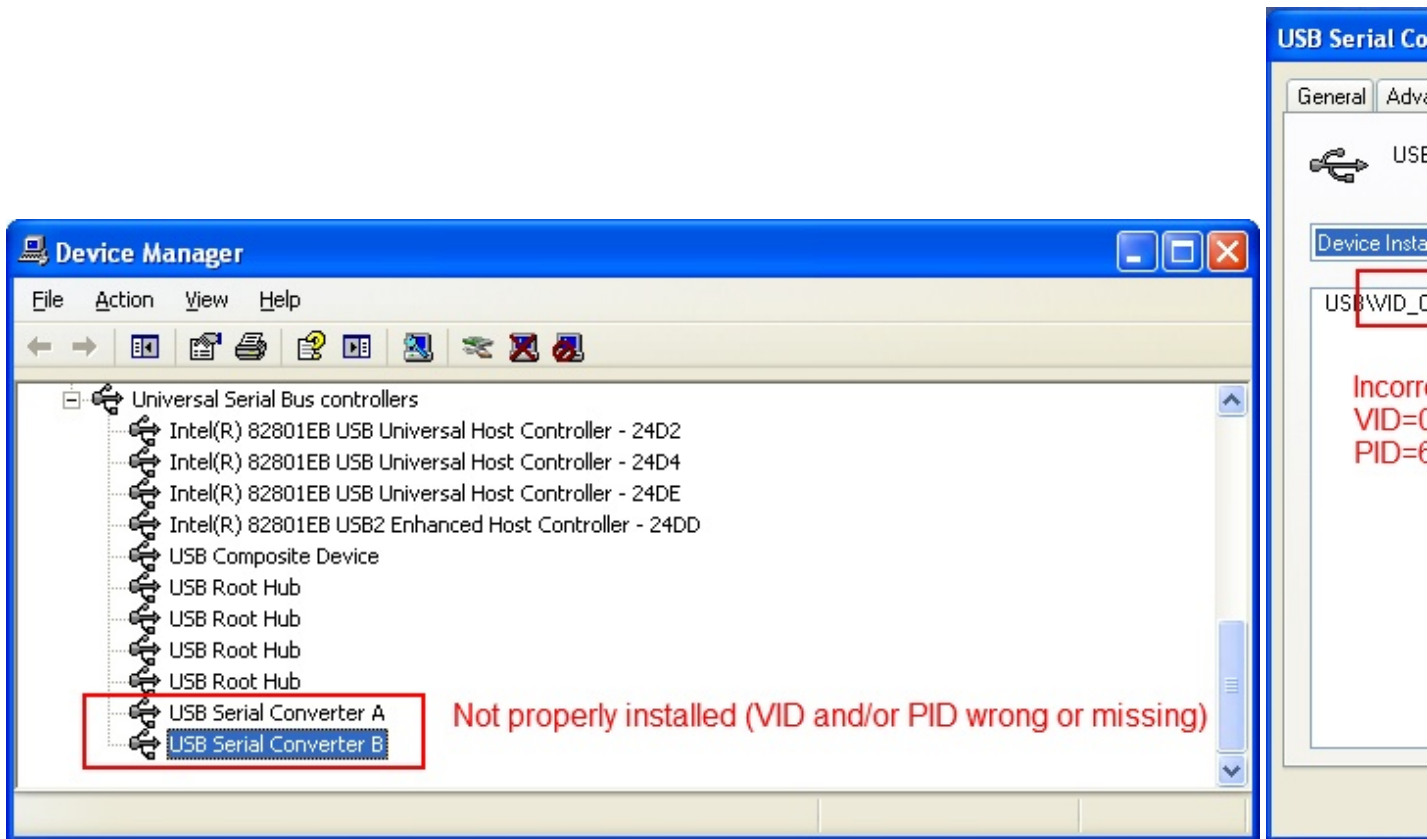 Device Manager
File Action View Help
Universal Serial Bus controllers
Intel(R) 82801EB USB Universal Host Controller - 24D2
Intel(R) 82801EB USB Universal Host Controller - 24D4
Intel(R) 82801EB USB Universal Host Controller - 24DE
Intel(R) 82801EB USB2 Enhanced Host Controller - 24DD
USB Composite Device
USB Root Hub
USB Root Hub
USB Root Hub
USB Root Hub
USB Serial Converter A
USB Serial Converter B
Not properly installed (VID and/or PID wrong or missing)
USB Serial Co
General Adva
USB
Device Insta
USB\VID_0
Incorre
VID=0
PID=6